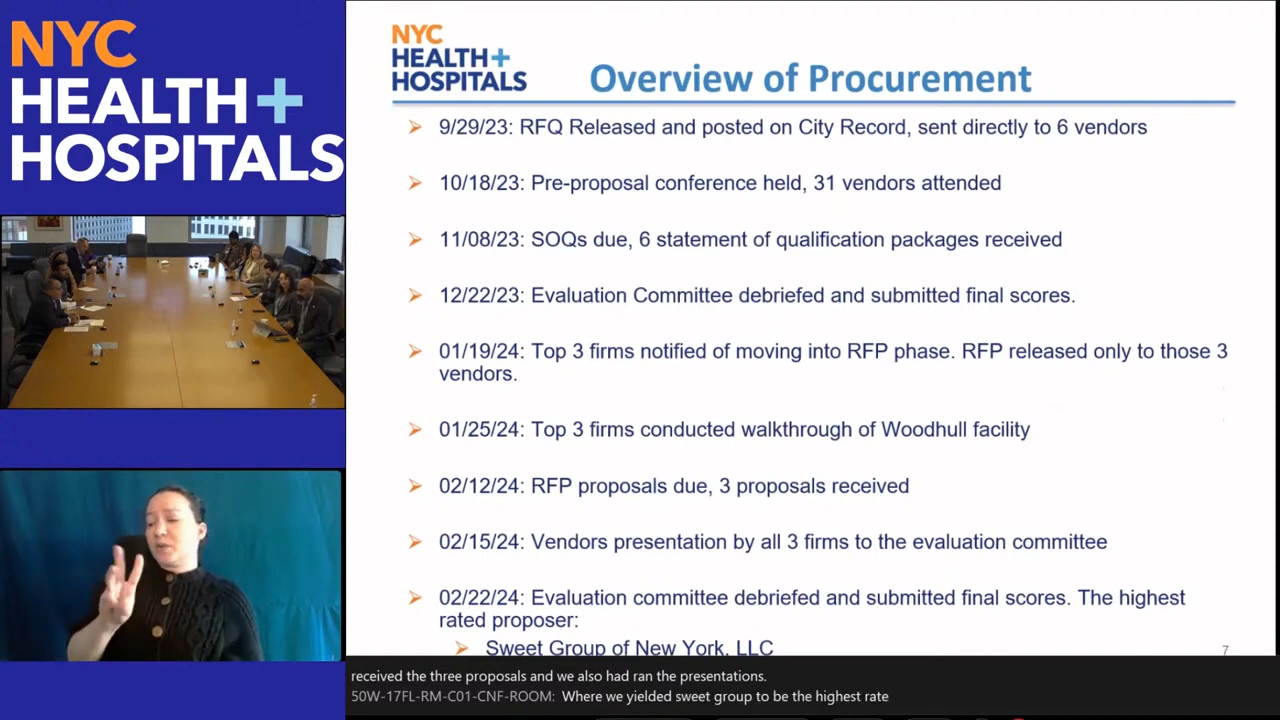 NYC
HEALTH+
HOSPITALS
NYC
HEALTH+
HOSPITALS
Overview of Procurement
9/29/23: RFQ Released and posted on City Record, sent directly to 6 vendors
10/18/23: Pre-proposal conference held, 31 vendors attended
11/08/23: SOQs due, 6 statement of qualification packages received
12/22/23: Evaluation Committee debriefed and submitted final scores.
01/19/24: Top 3 firms notified of moving into RFP phase. RFP released only to those 3
vendors.
01/25/24: Top 3 firms conducted walkthrough of Woodhull facility
02/12/24: RFP proposals due, 3 proposals received
02/15/24: Vendors presentation by all 3 firms to the evaluation committee
02/22/24: Evaluation committee debriefed and submitted final scores. The highest
rated proposer:
Sweet Group of New York, LLC
7
received the three proposals and we also had ran the presentations.
50W-17FL-RM-C01-CNF-ROOM: Where we yielded sweet group to be the highest rate